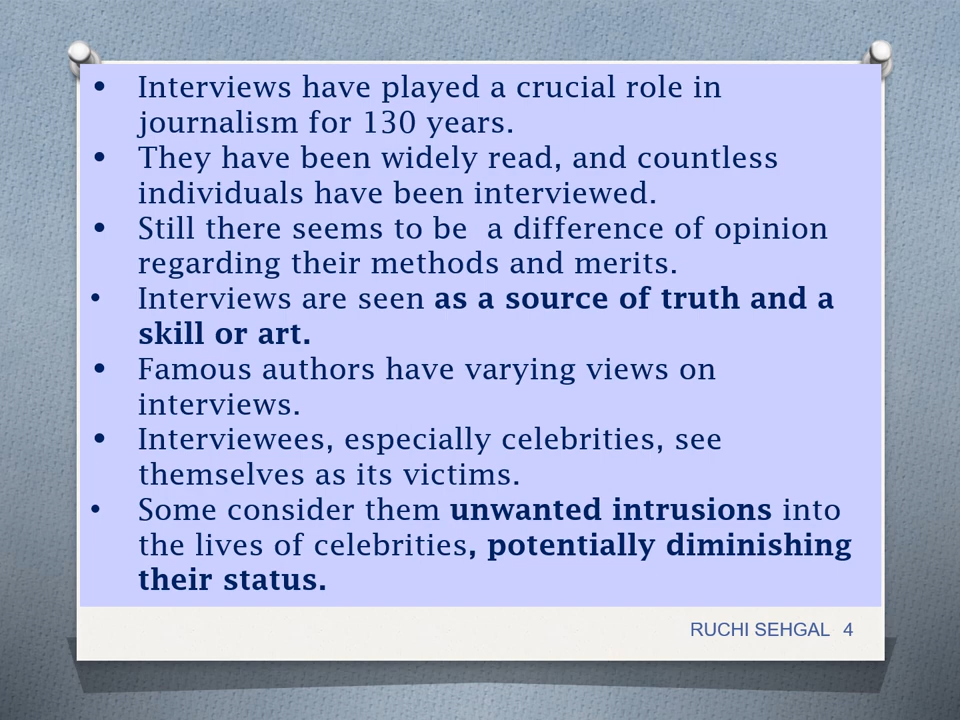 • Interviews have played a crucial role in
journalism for 130 years.
• They have been widely read, and countless
individuals have been interviewed.
• Still there seems to be  a difference of opinion
regarding their methods and merits.
• Interviews are seen as a source of truth and a
skill or art.
• Famous authors have varying views on
interviews.
• Interviewees, especially celebrities, see
themselves as its victims.
• Some consider them unwanted intrusions into
the lives of celebrities, potentially diminishing
their status.
RUCHI SEHGAL 4